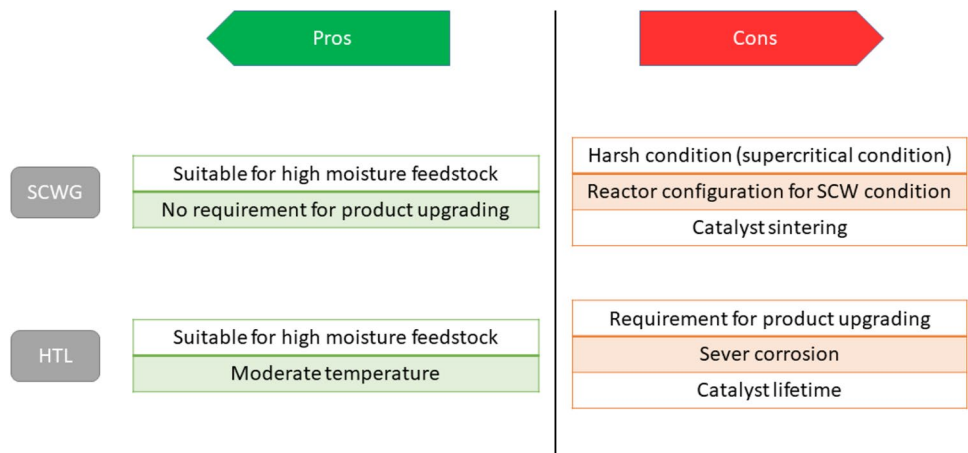 Pros
Cons
SCWG
Suitable for high moisture feedstock
No requirement for product upgrading
Harsh condition (supercritical condition)
Reactor configuration for SCW condition
Catalyst sintering
HTL
Suitable for high moisture feedstock
Moderate temperature
Requirement for product upgrading
Sever corrosion
Catalyst lifetime